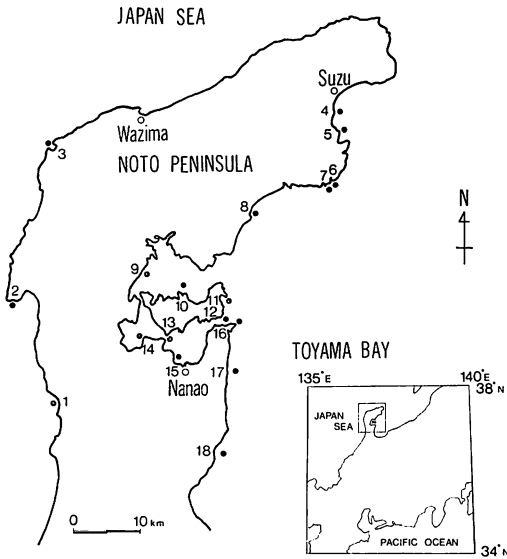 JAPAN SEA
Suzu
4
5
Wazima
3
NOTO PENINSULA
7 6
8
N
9
10
11
2
12
13
16
14
15
Nanao
17
TOYAMA BAY
135°E
140°E
38°N
JAPAN
SEA
1
18
0
10 km
PACIFIC OCEAN
34°N